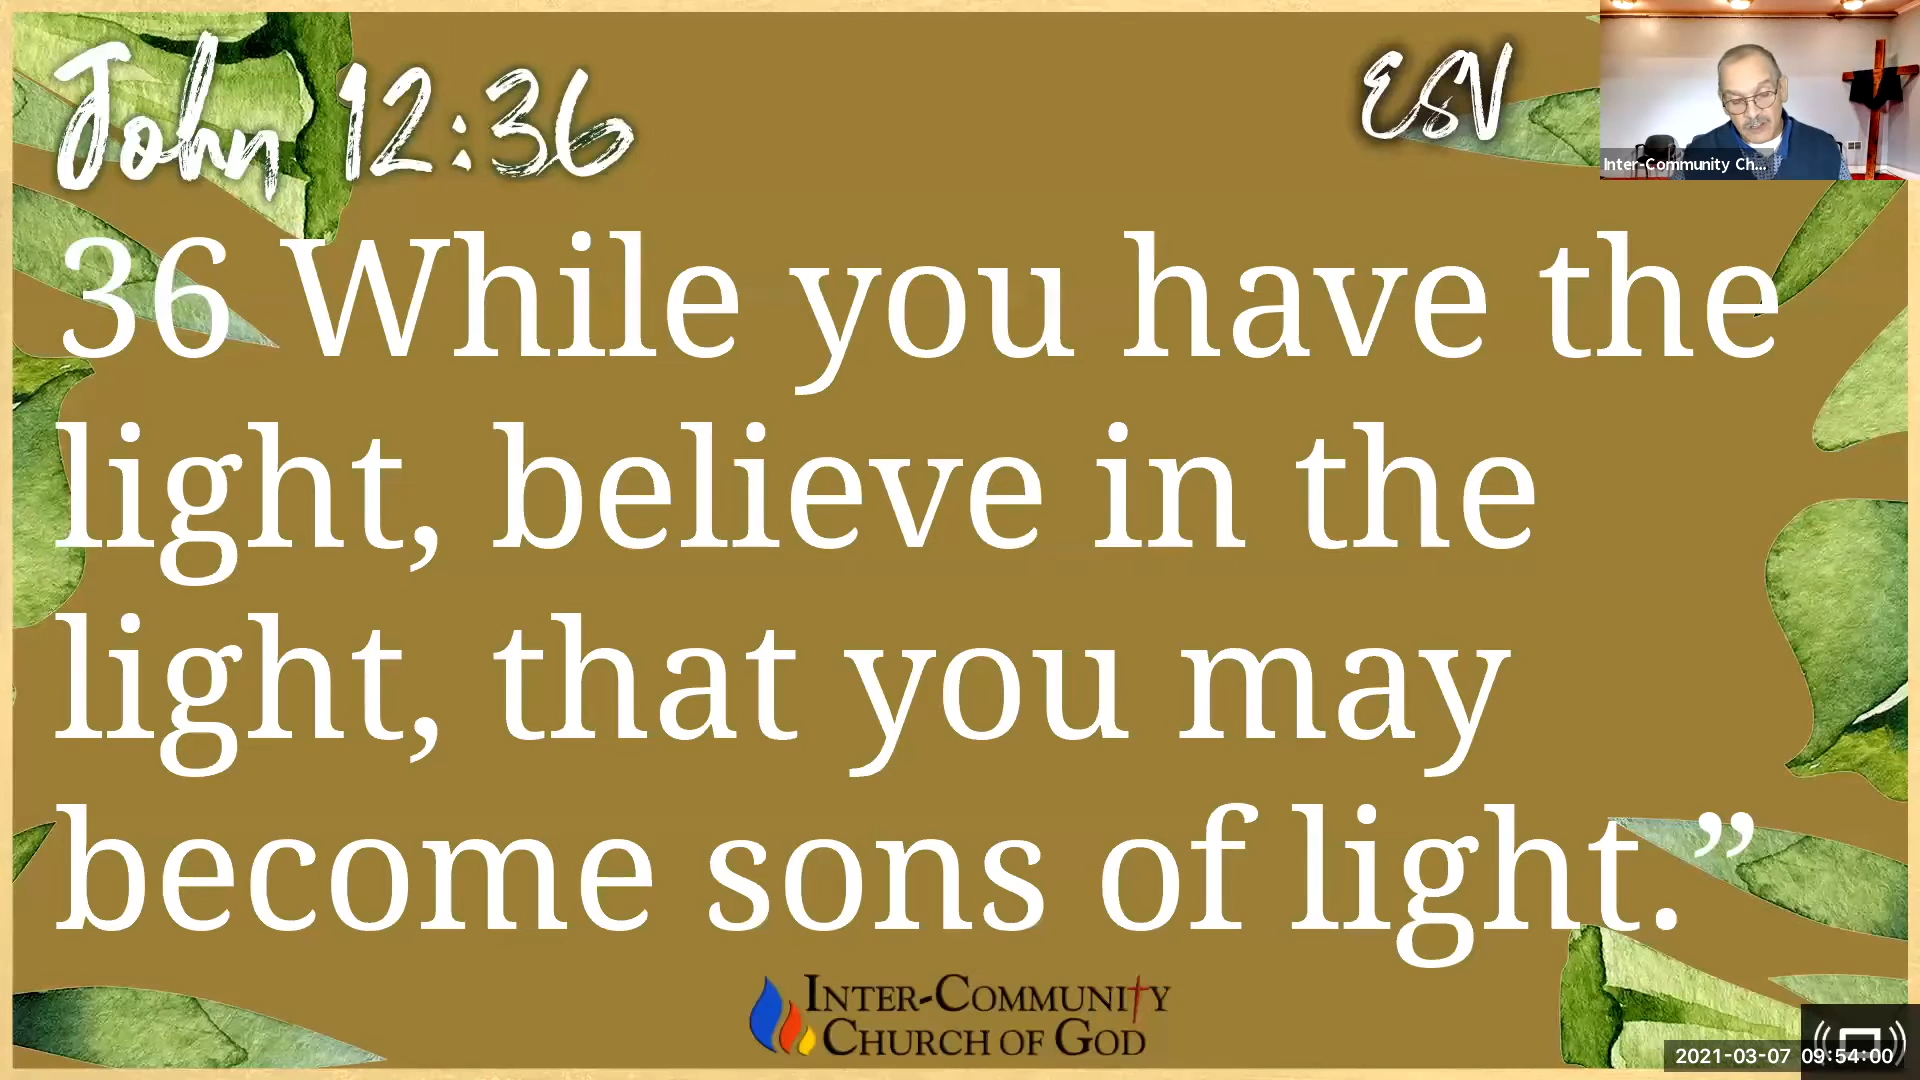 John 12:36
ESV
Inter-Community Ch...
36 While you have the
light, believe in the
light, that you may
become sons of light.”
INTER-COMMUNITY
CHURCH OF GOD
2021-03-07 09:54:00